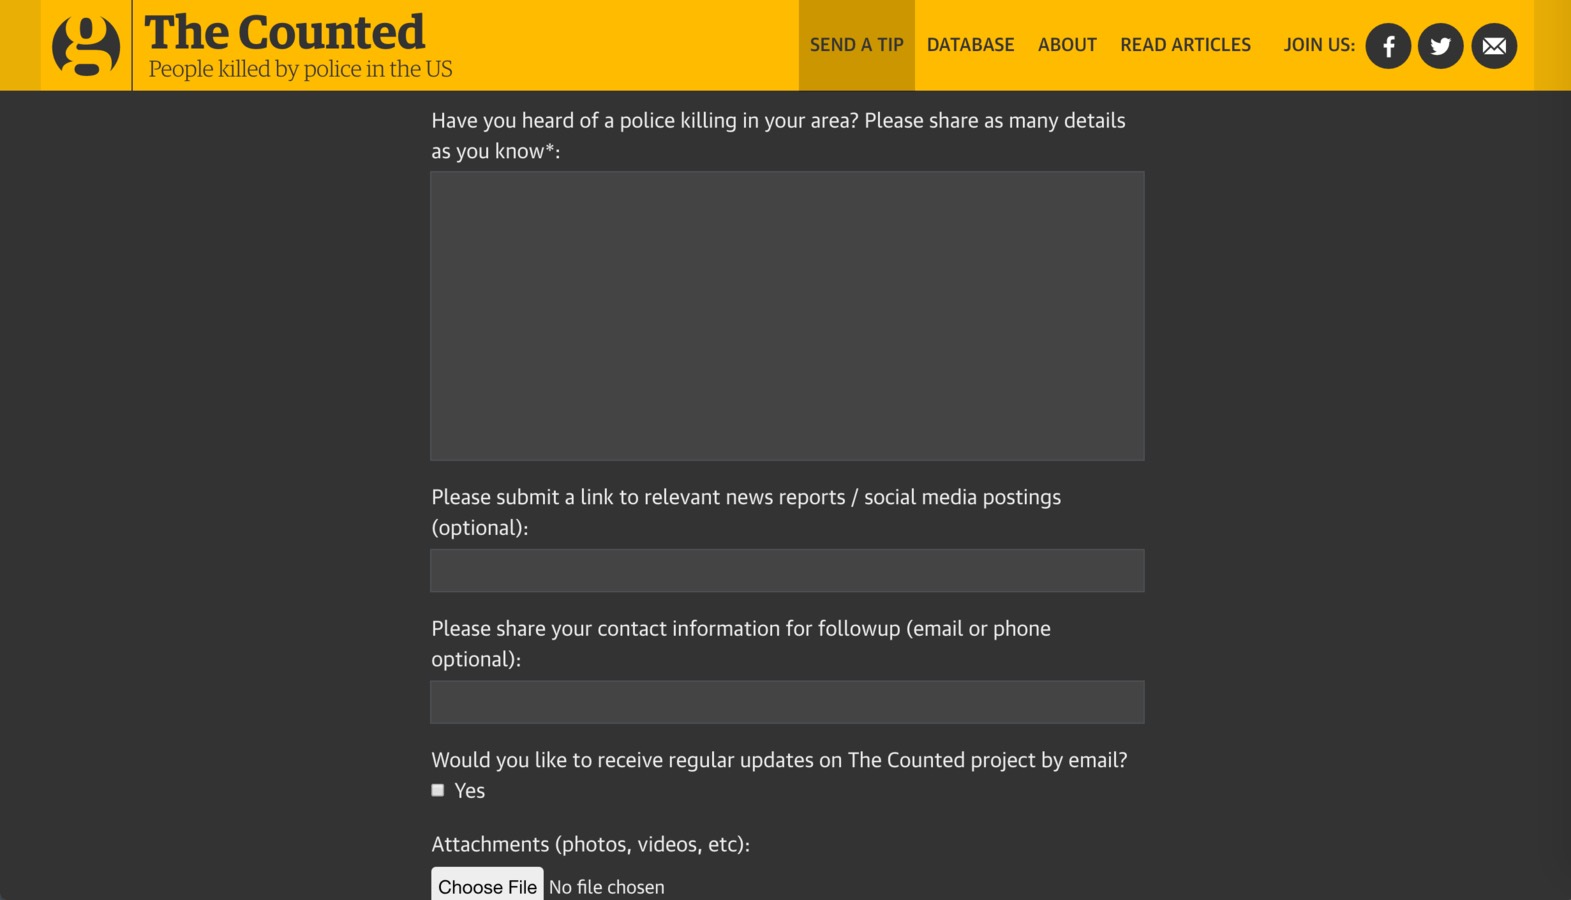 The Counted
People killed by police in the US
SEND A TIP DATABASE ABOUT READ ARTICLES JOIN US:
Have you heard of a police killing in your area? Please share as many details
as you know*:
Please submit a link to relevant news reports / social media postings
(optional):
Please share your contact information for followup (email or phone
optional):
Would you like to receive regular updates on The Counted project by email?
Yes
Attachments (photos, videos, etc):
Choose File No file chosen